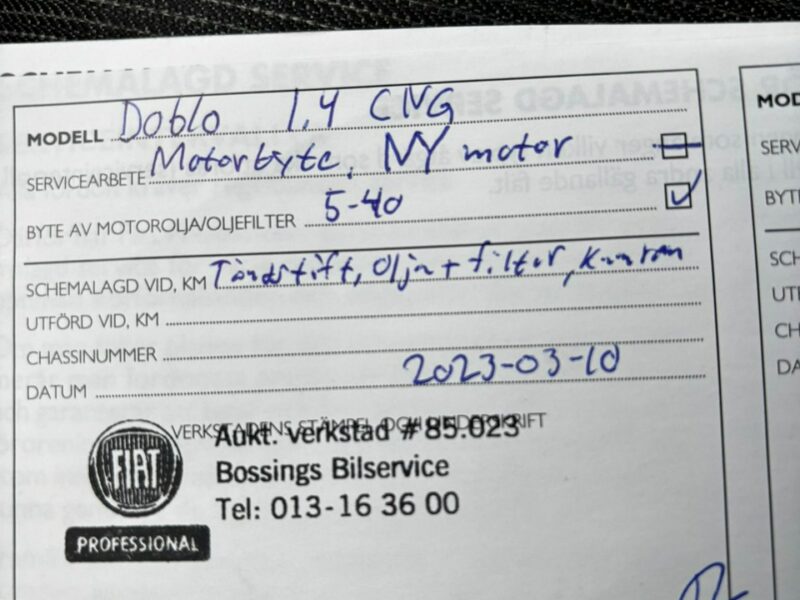 SCHEMALAGD SERVICE
MODELL Doblo 1.4 CNG
SERVICEARBETE Motorbyte, NY motor
BYTE AV MOTOROLJA/OLJEFILTER 5-40
SCHEMALAGD VID, KM Tändstift, olja + filter, Kamrem
UTFÖRD VID, KM
CHASSINUMMER
DATUM 2023-03-10
VERKSTADENS STÄMPEL OCH UNDERSKRIFT
Aukt. verkstad # 85.023
Bossings Bilservice
Tel: 013-16 36 00
FIAT
PROFESSIONAL
MOD
SERV
BYTE
SCH
UTF
CH
DA